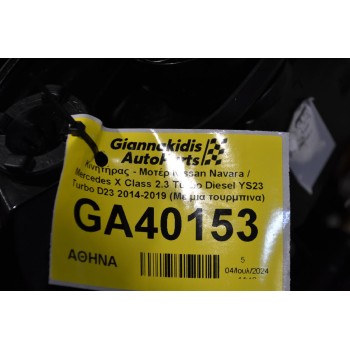 Giannakidis
AutoParts
Κινητήρας - Μοτέρ Nissan Navara /
Mercedes X Class 2.3 Turbo Diesel YS23
Turbo D23 2014-2019 (Με μια τουρμπίνα)
GA40153
ΑΘΗΝΑ
5
04/Ιουλ/2024